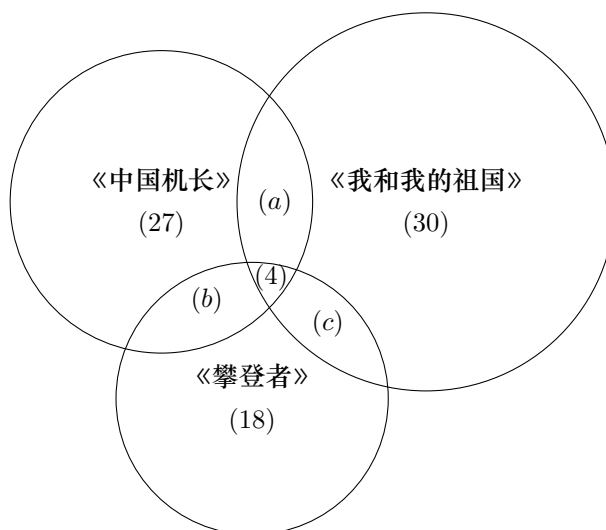 《中国机长》
(27)
《我和我的祖国》
(30)
(a)
(b)
(4)
(c)
《攀登者》
(18)